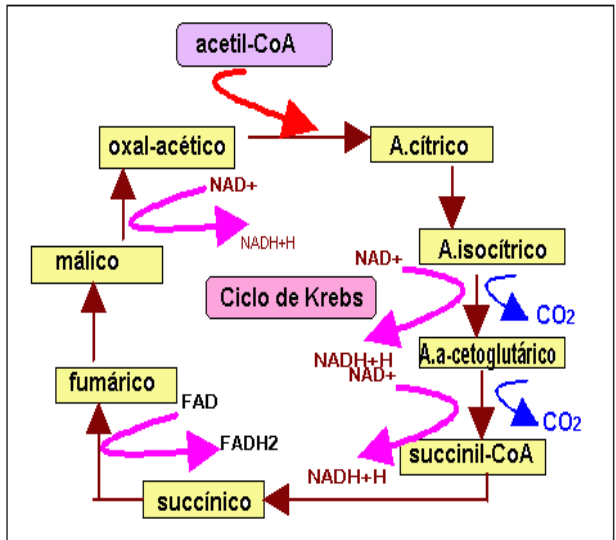 acetil-CoA
oxal-acético
A.cítrico
NAD+
NADH+H
málico
A.isocítrico
NAD+
Ciclo de Krebs
CO2
A.a-cetoglutárico
NADH+H
NAD+
fumárico
FAD
FADH2
CO2
succinil-CoA
NADH+H
succínico